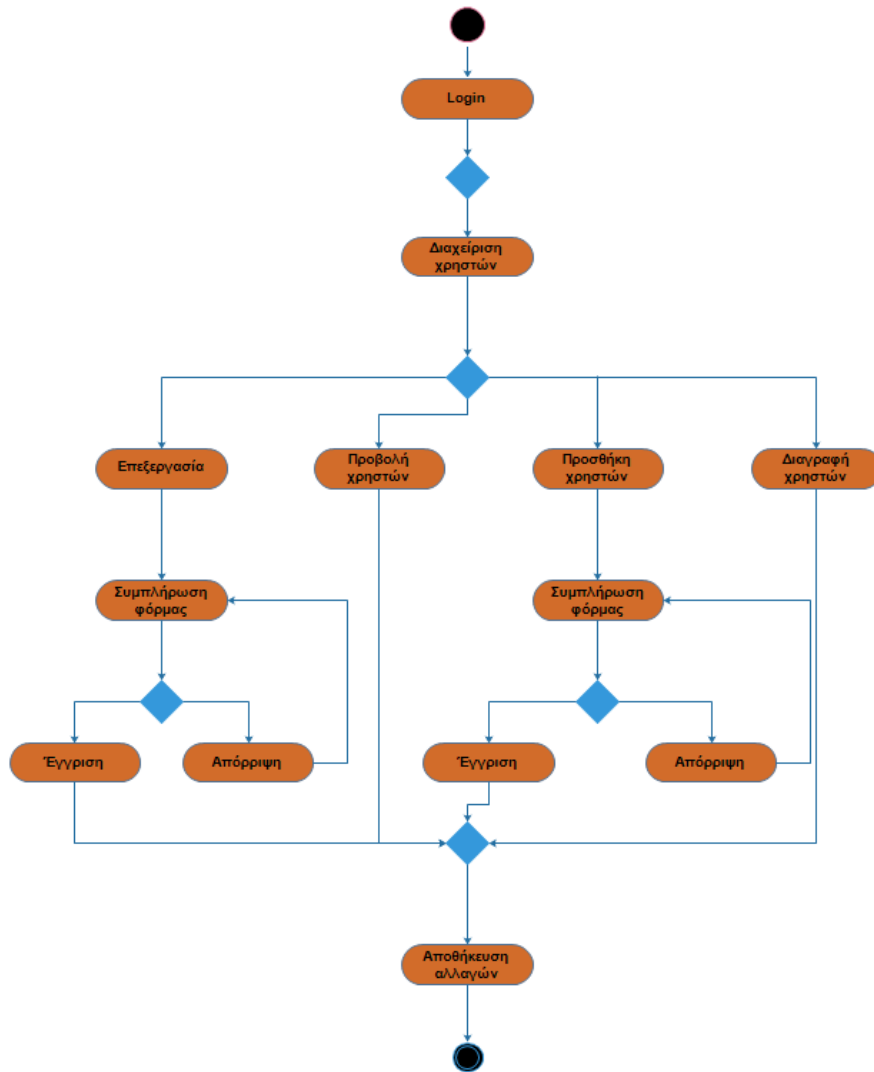 Login
Διαχείριση
χρηστών
Επεξεργασία
Προβολή
χρηστών
Προσθήκη
χρηστών
Διαγραφή
χρηστών
Συμπλήρωση
φόρμας
Συμπλήρωση
φόρμας
Έγγριση
Απόρριψη
Έγγριση
Απόρριψη
Αποθήκευση
αλλαγών